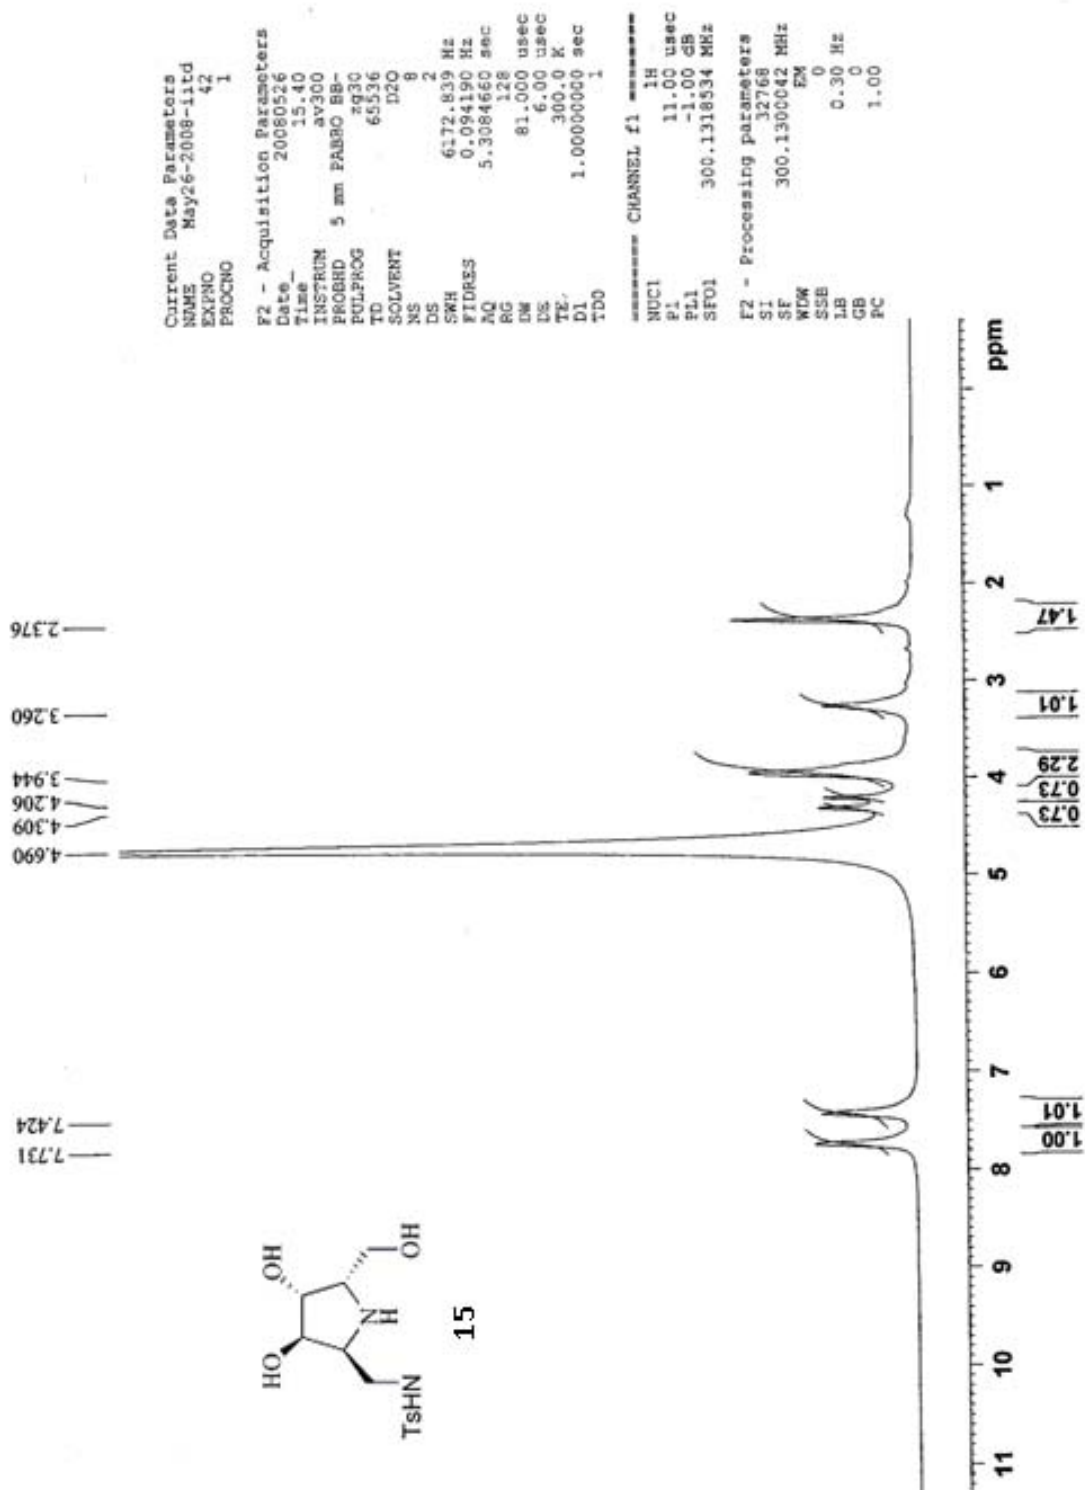 Current Data Parameters
NAME May26-2008-iitd
EXPNO 42
PROCNO 1
F2 - Acquisition Parameters
Date_ 20080526
Time 15.40
INSTRUM av300
PROBHD 5 mm PABBO BB-
PULPROG zg30
TD 65536
SOLVENT D2O
NS 8
DS 2
SWH 6172.839 Hz
FIDRES 0.094190 Hz
AQ 5.3084660 sec
RG 128
DW 81.000 usec
DE 6.00 usec
TE 300.0 K
D1 1.00000000 sec
TD0 1
======== CHANNEL f1 ========
NUC1 1H
P1 11.00 usec
PL1 -1.00 dB
SFO1 300.1318534 MHz
F2 - Processing parameters
SI 32768
SF 300.1300042 MHz
WDW EM
SSB 0
LB 0.30 Hz
GB 0
PC 1.00
7.731
7.424
4.690
4.309
4.206
3.944
3.260
2.376
HO
OH
N
H
TsHN
OH
15
11 10 9 8 7 6 5 4 3 2 1 ppm
1.00
1.01
0.73
0.73
2.29
1.01
1.47